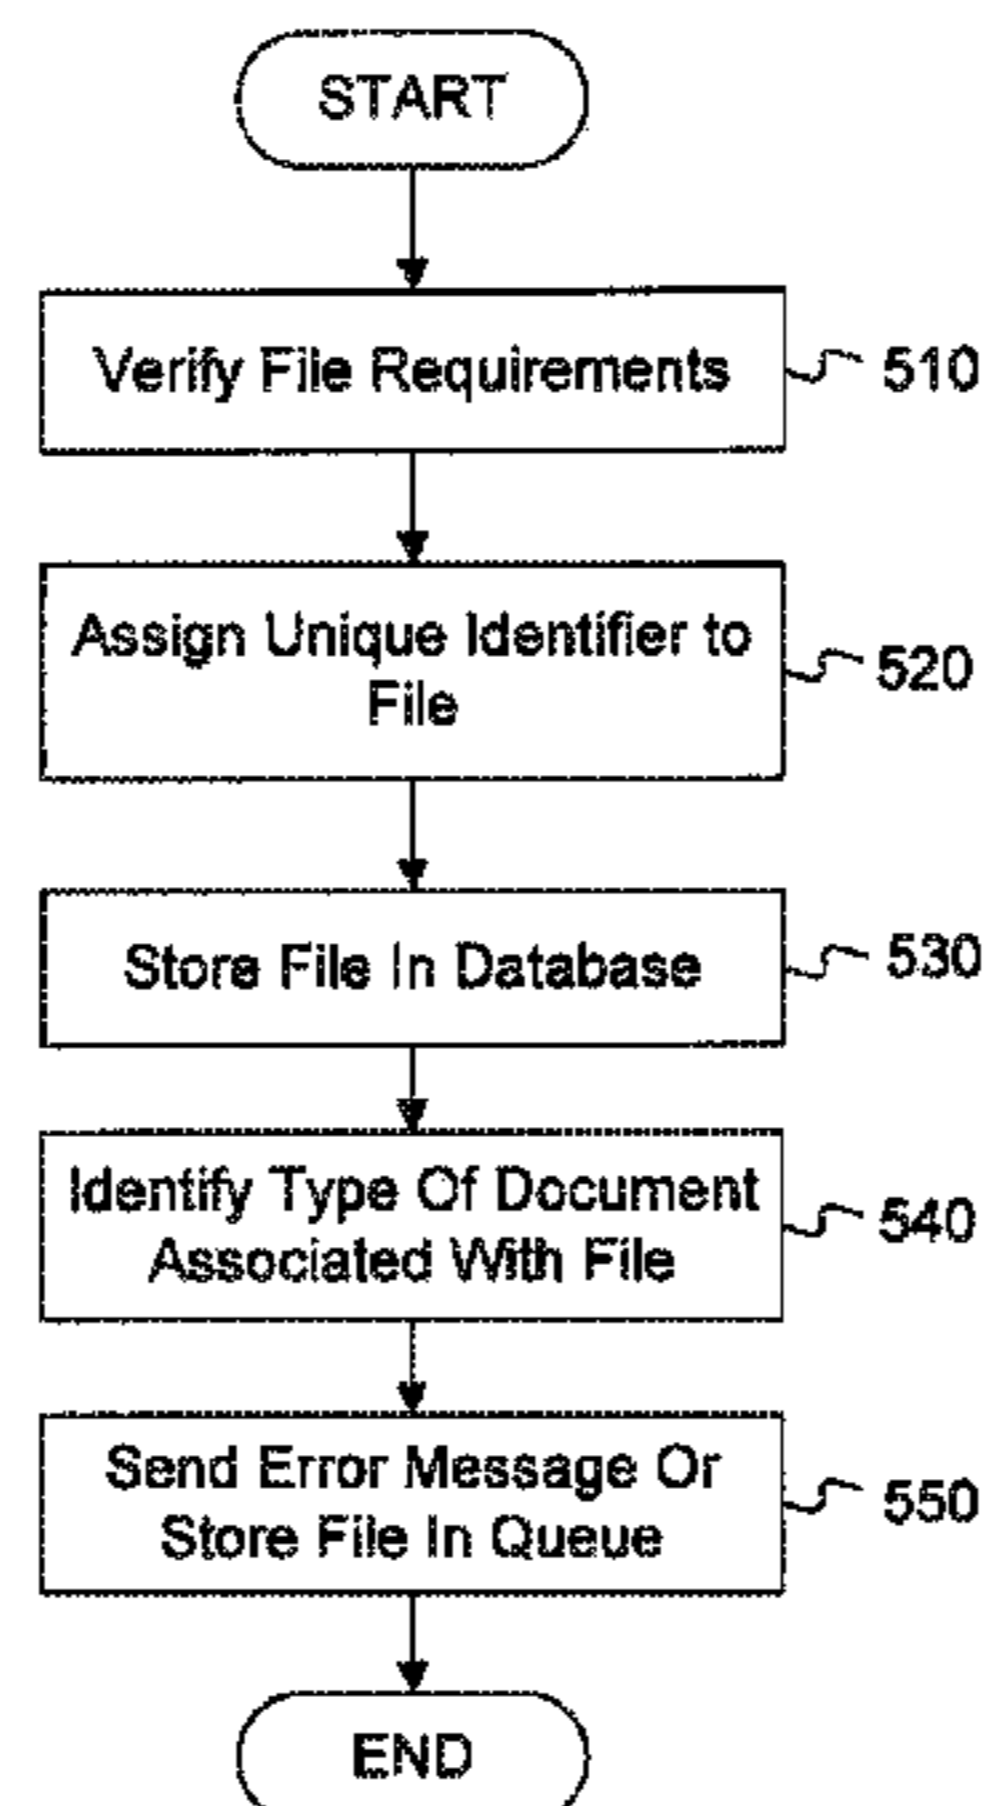 START
Verify File Requirements
510
Assign Unique Identifier to
File
520
Store File In Database
530
Identify Type Of Document
Associated With File
540
Send Error Message Or
Store File In Queue
550
END